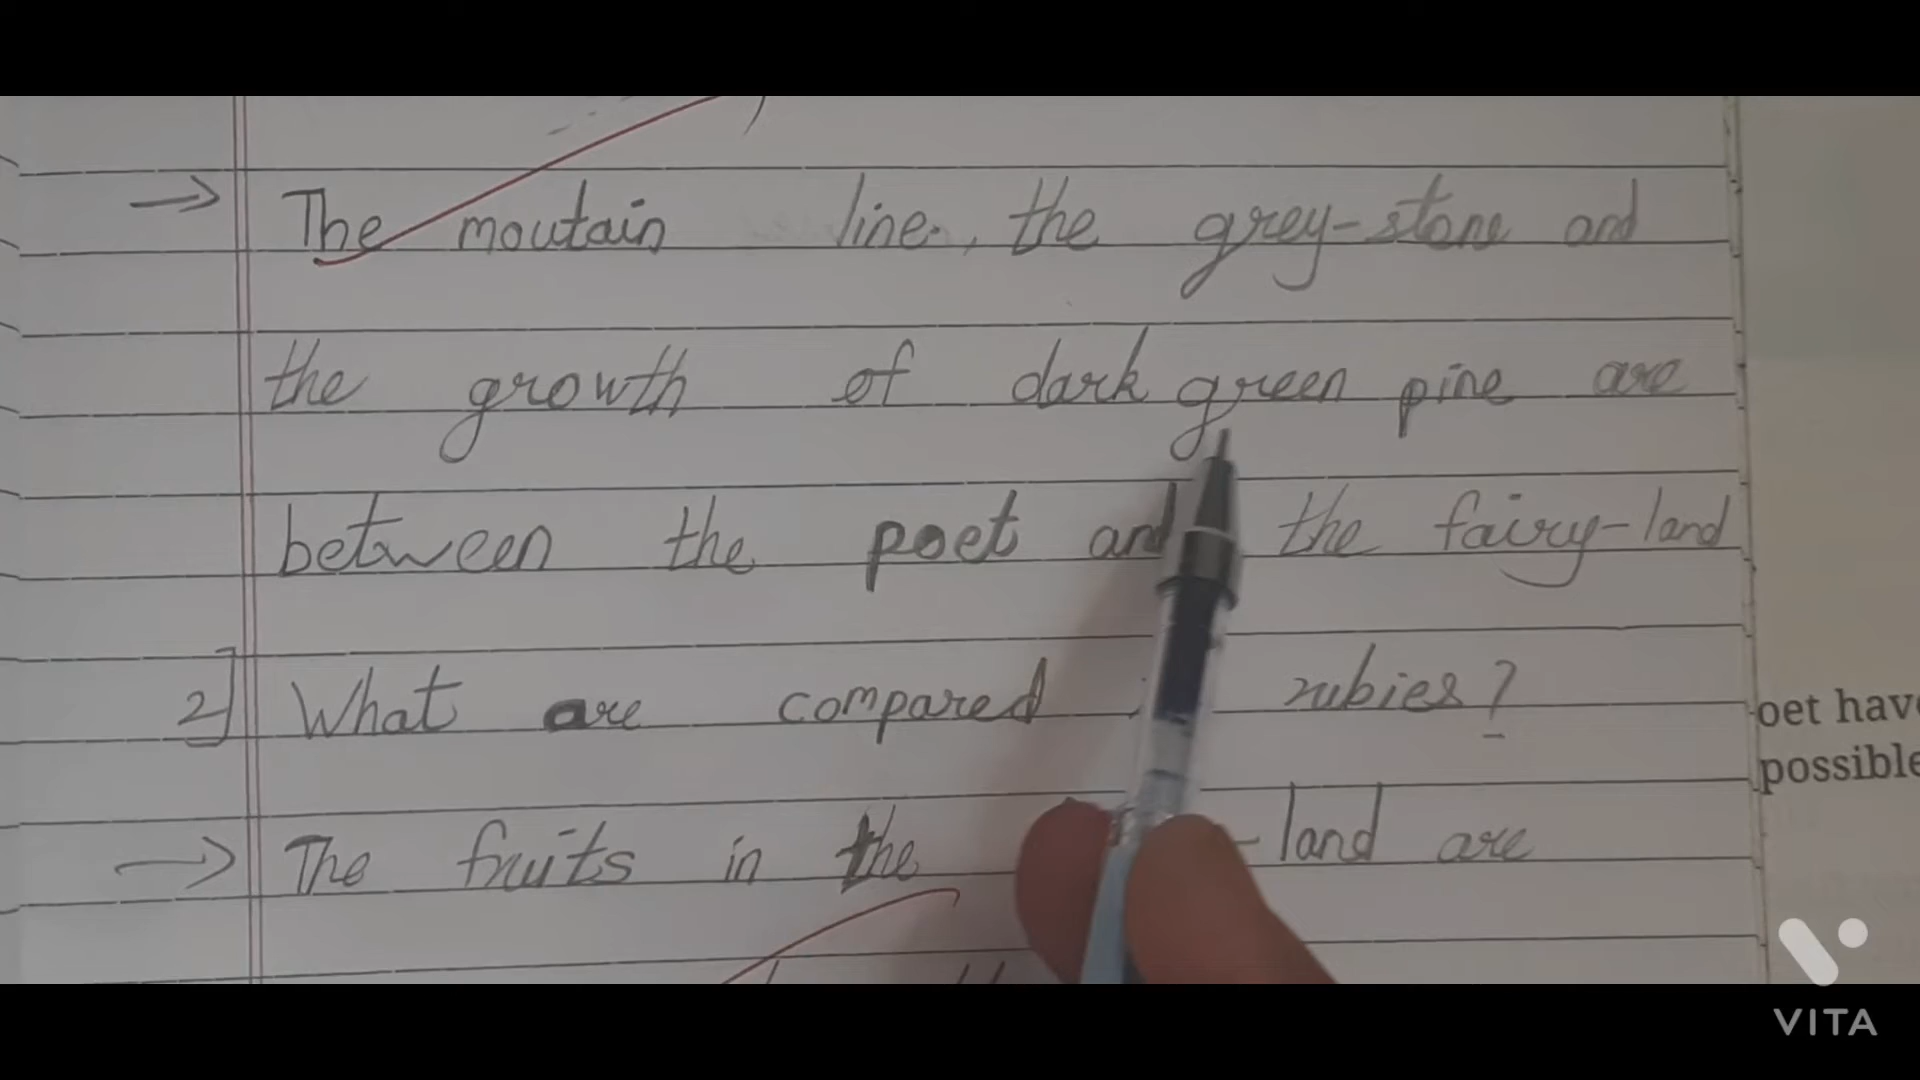 → The moutain line, the grey-stone and
the growth of dark green pine are
between the poet and the fairy-land
2] What are compared rubies?
→ The fruits in the -land are
oet have
possible
VITA